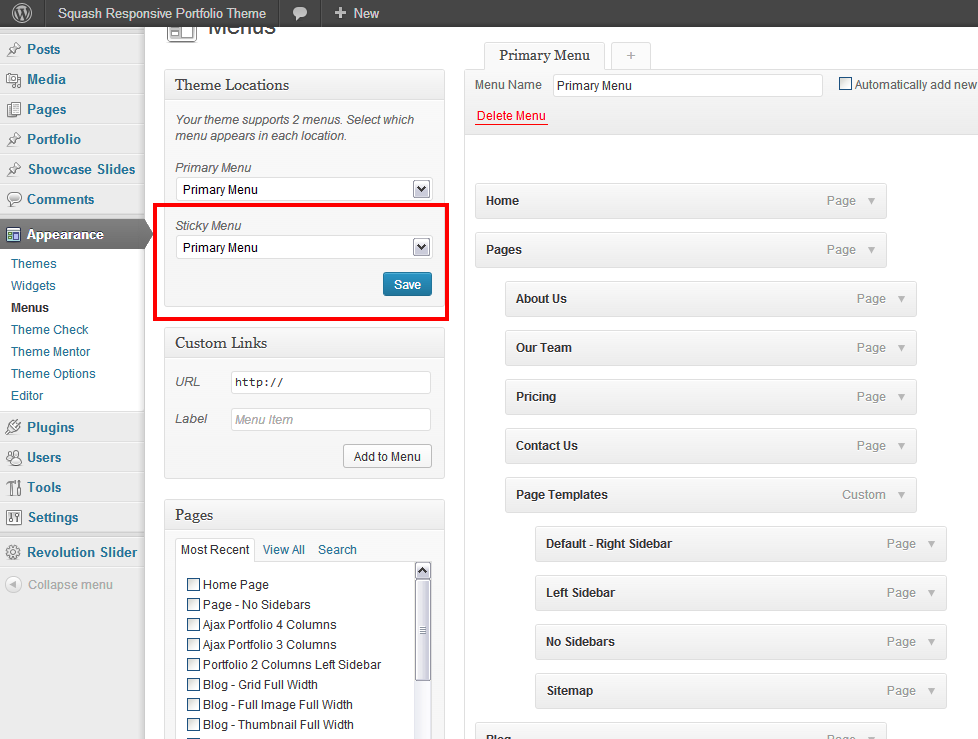 Squash Responsive Portfolio Theme
+ New
Posts
Media
Pages
Portfolio
Showcase Slides
Comments
Appearance
Themes
Widgets
Menus
Theme Check
Theme Mentor
Theme Options
Editor
Plugins
Users
Tools
Settings
Revolution Slider
Collapse menu
Menus
Theme Locations
Your theme supports 2 menus. Select which
menu appears in each location.
Primary Menu
Primary Menu
Sticky Menu
Primary Menu
Save
Custom Links
URL
http://
Label
Menu Item
Add to Menu
Pages
Most Recent View All Search
Home Page
Page - No Sidebars
Ajax Portfolio 4 Columns
Ajax Portfolio 3 Columns
Portfolio 2 Columns Left Sidebar
Blog - Grid Full Width
Blog - Full Image Full Width
Blog - Thumbnail Full Width
Primary Menu +
Menu Name Primary Menu Automatically add new
Delete Menu
Home Page
Pages Page
About Us Page
Our Team Page
Pricing Page
Contact Us Page
Page Templates Custom
Default - Right Sidebar Page
Left Sidebar Page
No Sidebars Page
Sitemap Page
Blog Page